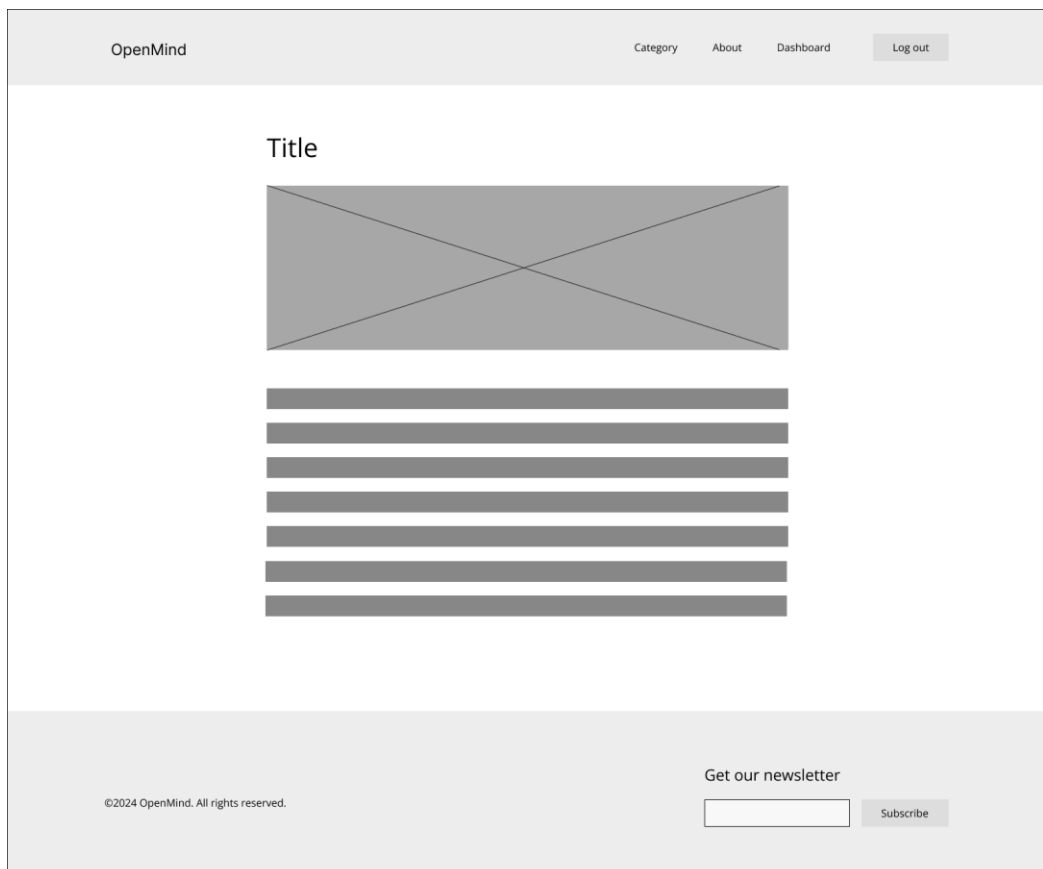 OpenMind
Category
About
Dashboard
Log out
Title
Get our newsletter
©2024 OpenMind. All rights reserved.
Subscribe